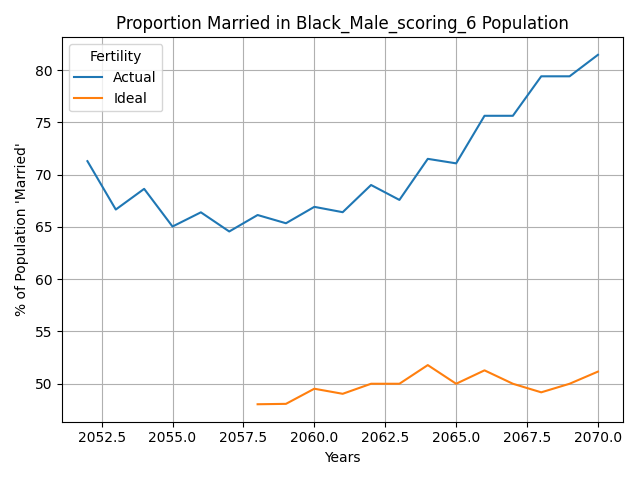 Proportion Married in Black_Male_scoring_6 Population
Fertility
Actual
Ideal
% of Population 'Married'
80
75
70
65
60
55
50
2052.5 2055.0 2057.5 2060.0 2062.5 2065.0 2067.5 2070.0
Years